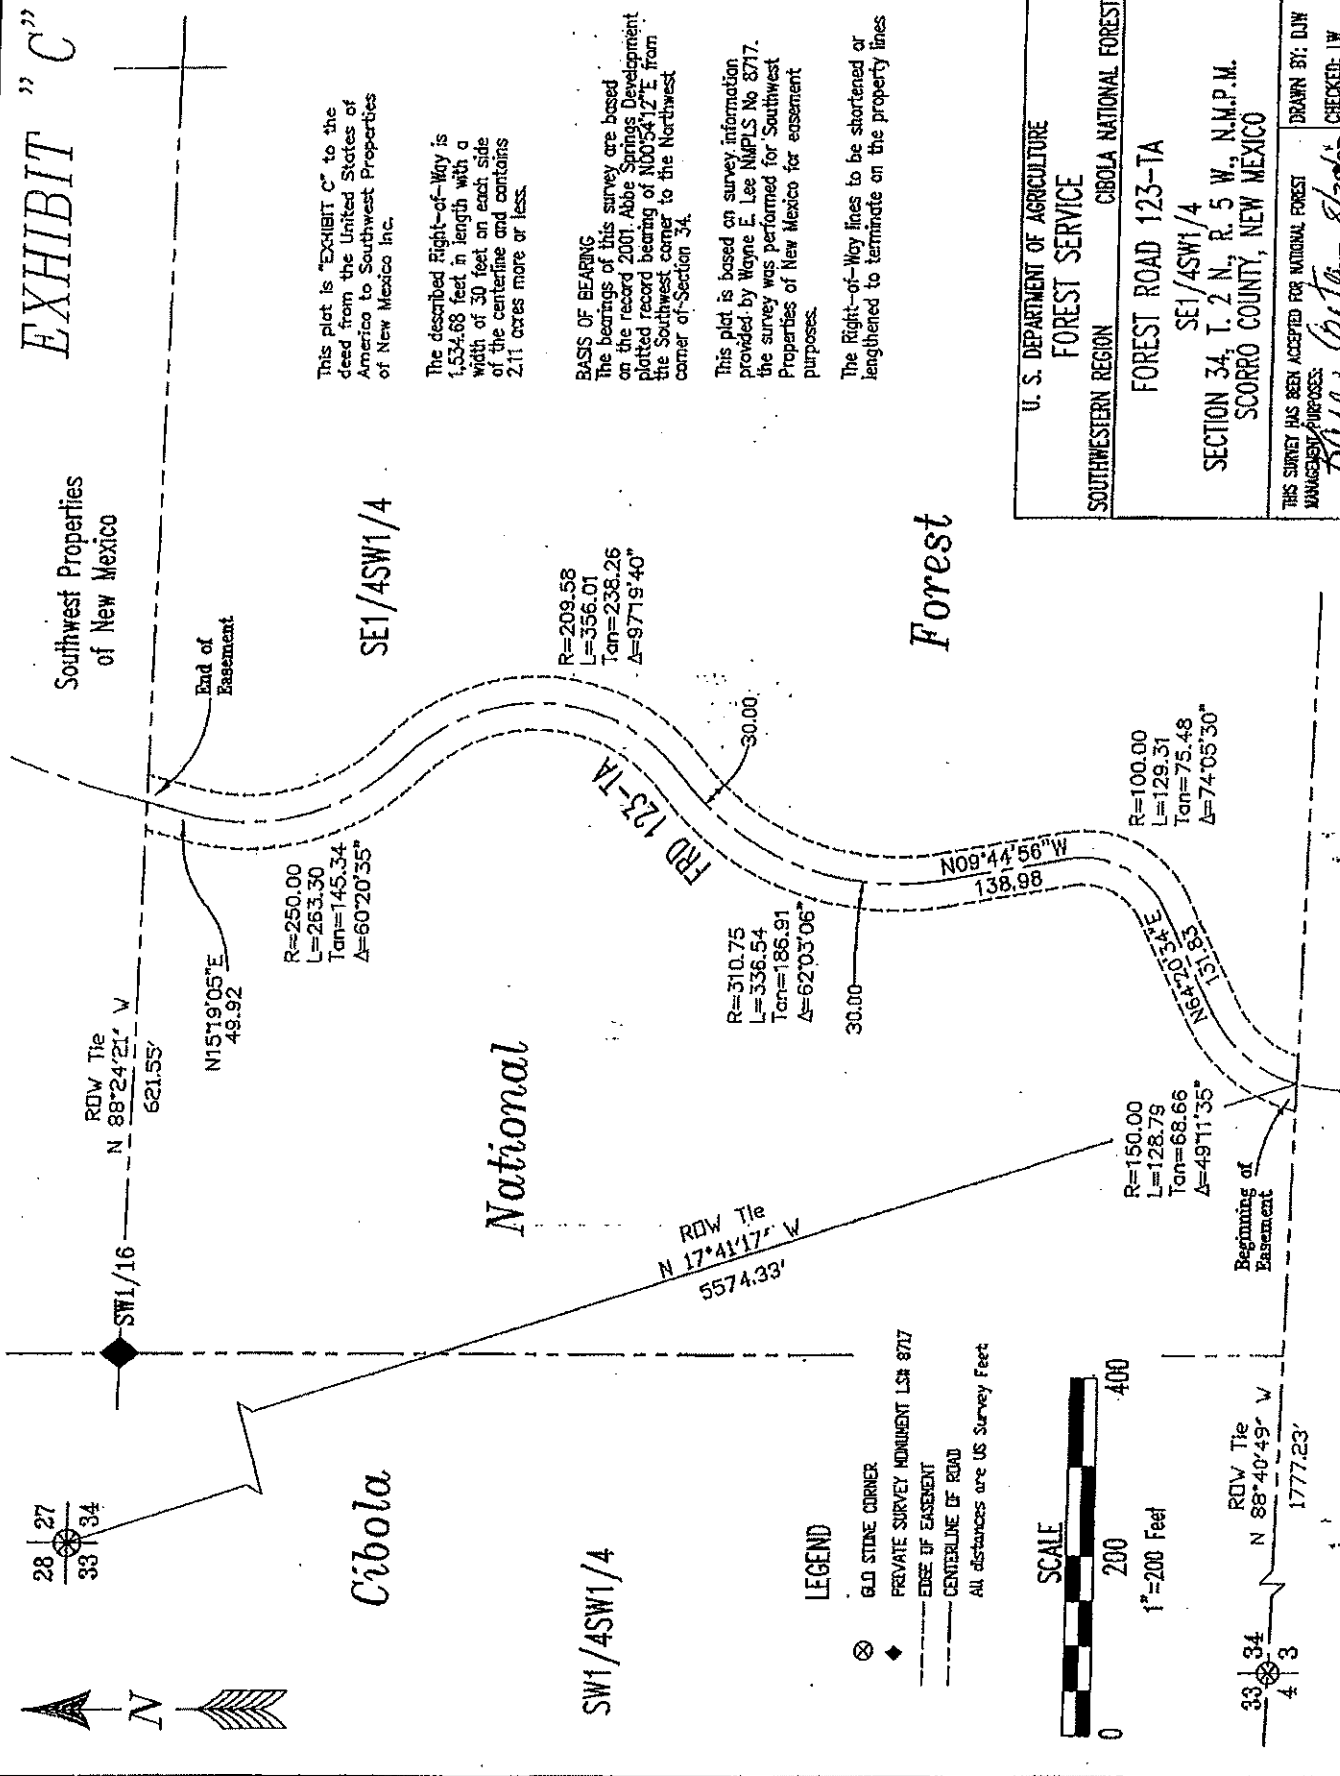 EXHIBIT " C"
Southwest Properties
of New Mexico
End of
Easement
SE1/4SW1/4
This plat is "EXHIBIT C" to the
deed from the United States of
America to Southwest Properties
of New Mexico Inc.
The described Right-of-Way is
1,534.68 feet in length with a
width of 30 feet on each side
of the centerline and contains
2.11 acres more or less.
BASIS OF BEARING
The bearings of this survey are based
on the record 2001. Abbe Springs Development
platted record bearing of N00°54'12"E from
the Southwest corner to the Northwest
corner of Section 34.
This plat is based on survey information
provided by Wayne E. Lee NMPLS No 8717.
the survey was performed for Southwest
Properties of New Mexico for easement
purposes.
The Right-of-Way lines to be shortened or
lengthened to terminate on the property lines
28 27
33 34
SW1/16
ROW Tie
N 88°24'21" W
621.55'
N15°19'05"E
49.92
R=250.00
L=263.30
Tan=145.34
Δ=60°20'35"
R=209.58
L=356.01
Tan=238.26
Δ=97°19'40"
FRD 123-TA
30.00
R=310.75
L=336.54
Tan=186.91
Δ=62°03'06"
30.00
N09°44'56"W
138.98
R=100.00
L=129.31
Tan=75.48
Δ=74°05'30"
N64°20'34"E
131.83
R=150.00
L=128.79
Tan=68.66
Δ=49°11'35"
Beginning of
Easement
Cibola
National
Forest
N
SW1/4SW1/4
ROW Tie
N 17°41'17" W
5574.33'
LEGEND
GLO STONE CORNER
PRIVATE SURVEY MONUMENT LS# 8717
EDGE OF EASEMENT
CENTERLINE OF ROAD
All distances are US Survey Feet
SCALE
0 200 400
1"=200 Feet
33 34
4 3
ROW Tie
N 88°40'49" W
1777.23'
U. S. DEPARTMENT OF AGRICULTURE
FOREST SERVICE
SOUTHWESTERN REGION CIBOLA NATIONAL FOREST
FOREST ROAD 123-TA
SE1/4SW1/4
SECTION 34, T. 2 N., R. 5 W., N.M.P.M.
SCORRO COUNTY, NEW MEXICO
THIS SURVEY HAS BEEN ACCEPTED FOR NATIONAL FOREST
MANAGEMENT PURPOSES:
DRAWN BY: DJW
CHECKED: LW